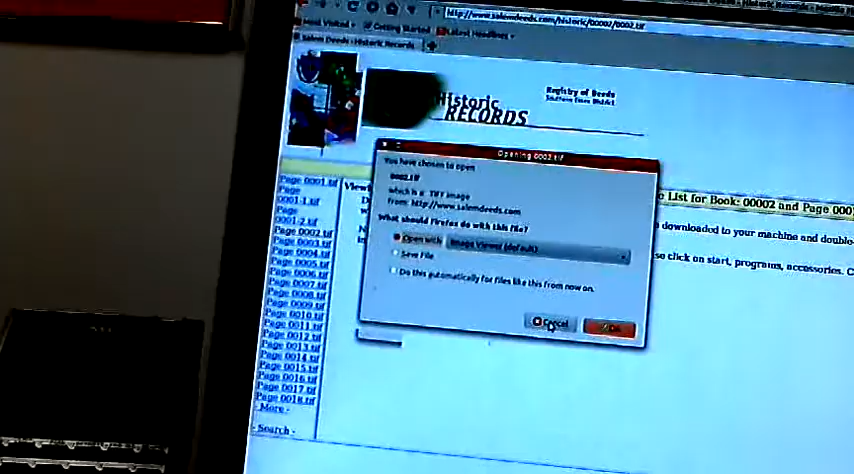 http://www.salemdeeds.com/historic/00002/0002.tif
Most Visited
Getting Started
Latest Headlines
Salem Deeds - Historic Records
Historic
RECORDS
Registry of Deeds
Southern Essex District
Opening 0002.tif
You have chosen to open
0002.tif
which is a: TIFF image
from: http://www.salemdeeds.com
What should Firefox do with this file?
Open with
Image Viewer (default)
Save File
Do this automatically for files like this from now on.
Cancel
OK
Page 0001.tif
Page
0001-1.tif
Page
0001-2.tif
Page 0002.tif
Page 0003.tif
Page 0004.tif
Page 0005.tif
Page 0006.tif
Page 0007.tif
Page 0008.tif
Page 0009.tif
Page 0010.tif
Page 0011.tif
Page 0012.tif
Page 0013.tif
Page 0014.tif
Page 0015.tif
Page 0016.tif
Page 0017.tif
Page 0018.tif
- More -
- Search -
List for Book: 00002 and Page 0001
downloaded to your machine and double-
so click on start, programs, accessories.